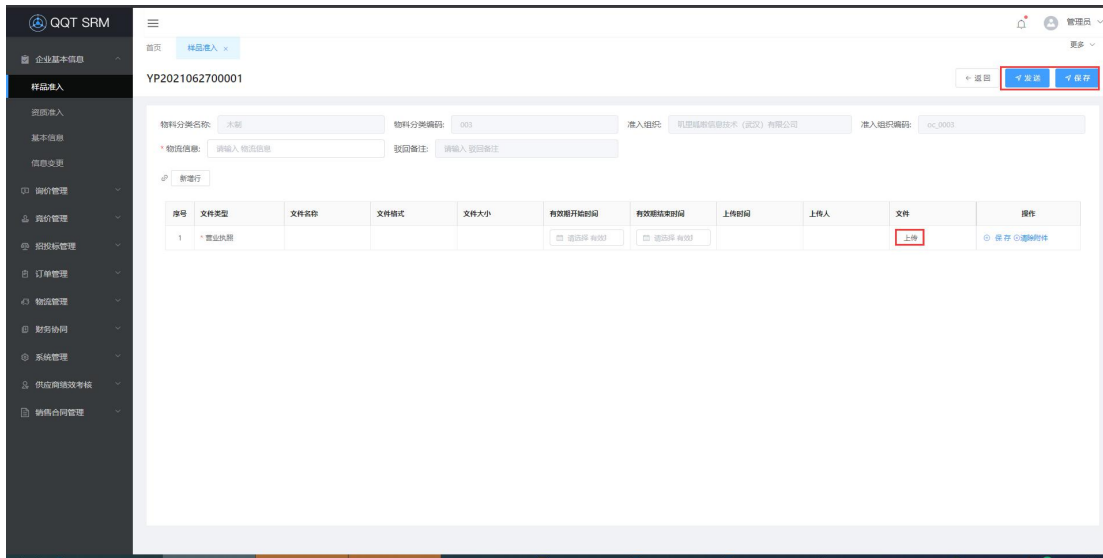 QQT SRM
管理员
企业基本信息
首页
样品准入 ×
更多
样品准入
YP2021062700001
返回
发送
保存
资质准入
物料分类名称: 木制
物料分类编码: 003
准入组织:
准入组织编码: oc_0003
基本信息
* 物流信息: 请输入 物流信息
驳回备注: 请输入 驳回备注
信息变更
新增行
询价管理
序号 文件类型 文件名称 文件格式 文件大小 有效期开始时间 有效期结束时间 上传时间 上传人 文件 操作
竞价管理
1 * 营业执照 请选择 有效期 请选择 有效期 上传 保存 清除附件
招投标管理
订单管理
物流管理
财务协同
系统管理
供应商绩效考核
销售合同管理